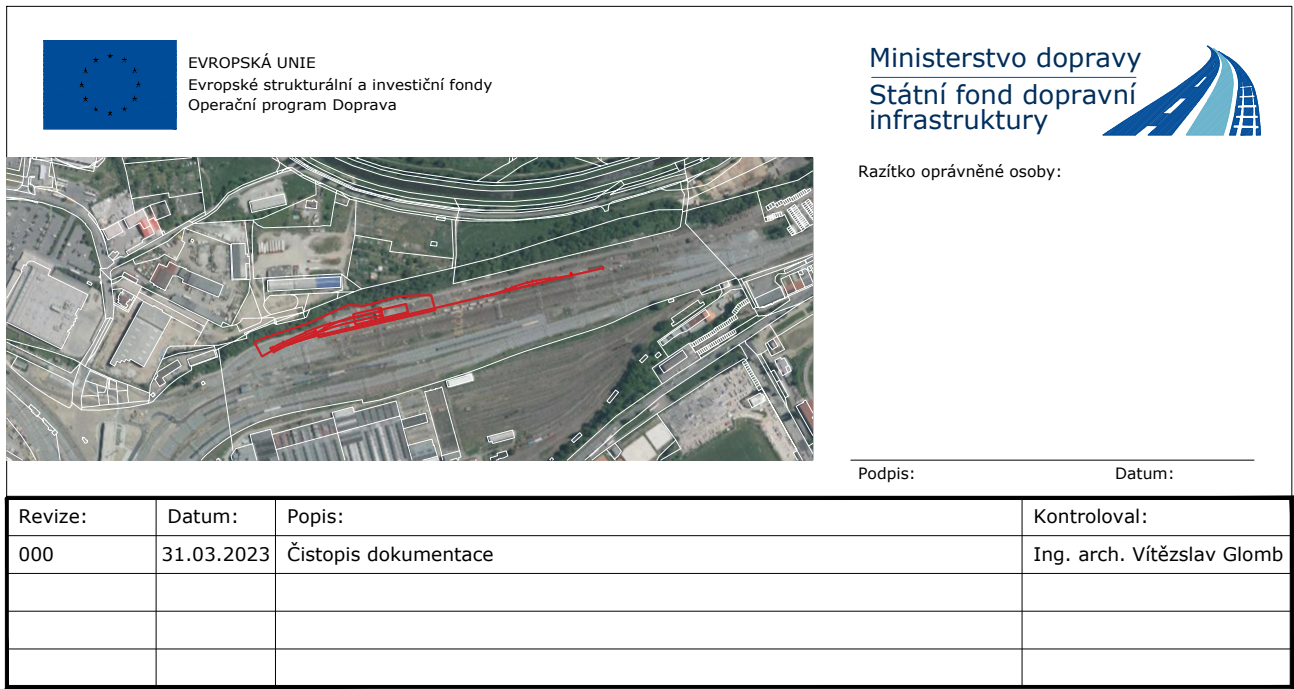 EVROPSKÁ UNIE
Evropské strukturální a investiční fondy
Operační program Doprava
Ministerstvo dopravy
Státní fond dopravní
infrastruktury
Razítko oprávněné osoby:
Podpis: Datum:
Revize: Datum: Popis: Kontroloval:
000 31.03.2023 Čistopis dokumentace Ing. arch. Vítězslav Glomb